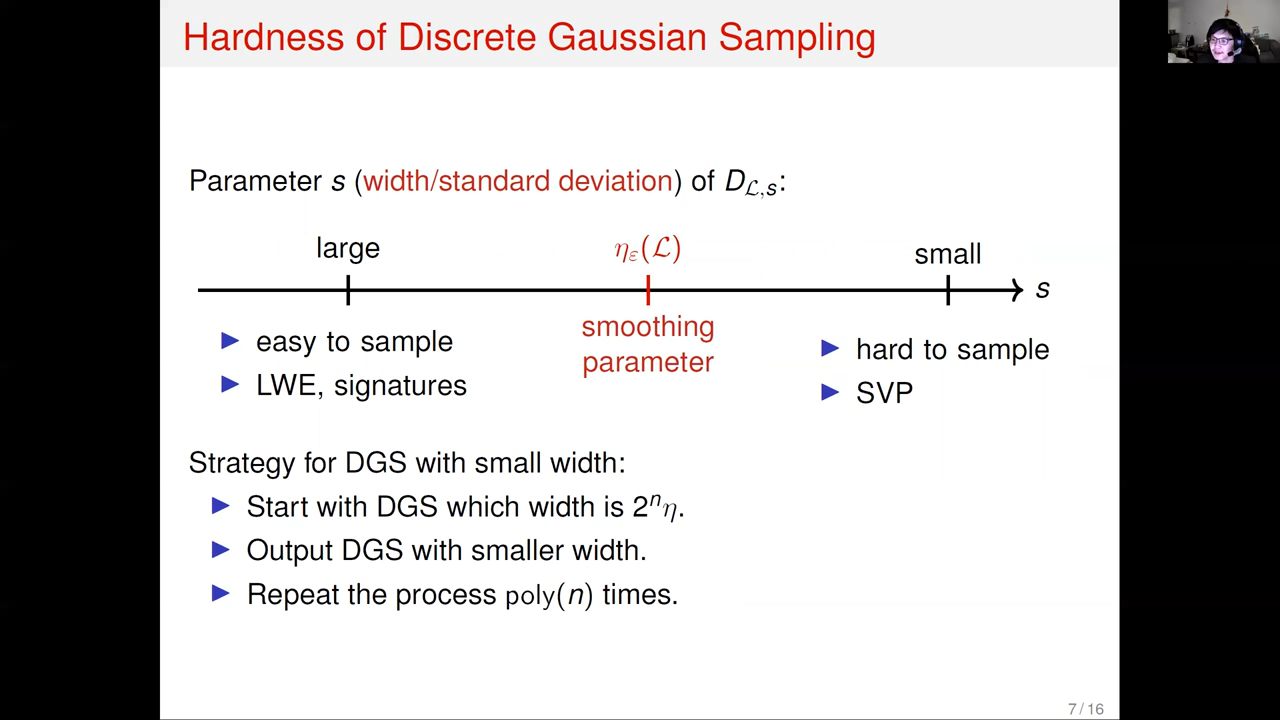 Hardness of Discrete Gaussian Sampling
Parameter s (width/standard deviation) of D_{ℒ,s}:
large
η_ε(ℒ)
small
s
smoothing
parameter
▶ easy to sample
▶ LWE, signatures
▶ hard to sample
▶ SVP
Strategy for DGS with small width:
▶ Start with DGS which width is 2^n η.
▶ Output DGS with smaller width.
▶ Repeat the process poly(n) times.
7 / 16